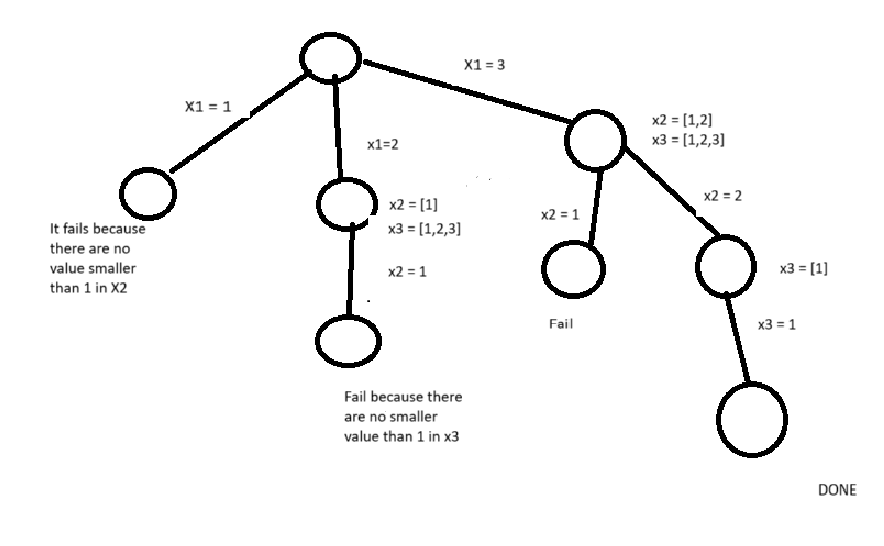 X1 = 3
X1 = 1
x2 = [1,2]
x3 = [1,2,3]
x1=2
x2 = 2
x2 = [1]
x3 = [1,2,3]
x2 = 1
It fails because
there are no
value smaller
than 1 in X2
x2 = 1
x3 = [1]
Fail
x3 = 1
Fail because there
are no smaller
value than 1 in x3
DONE